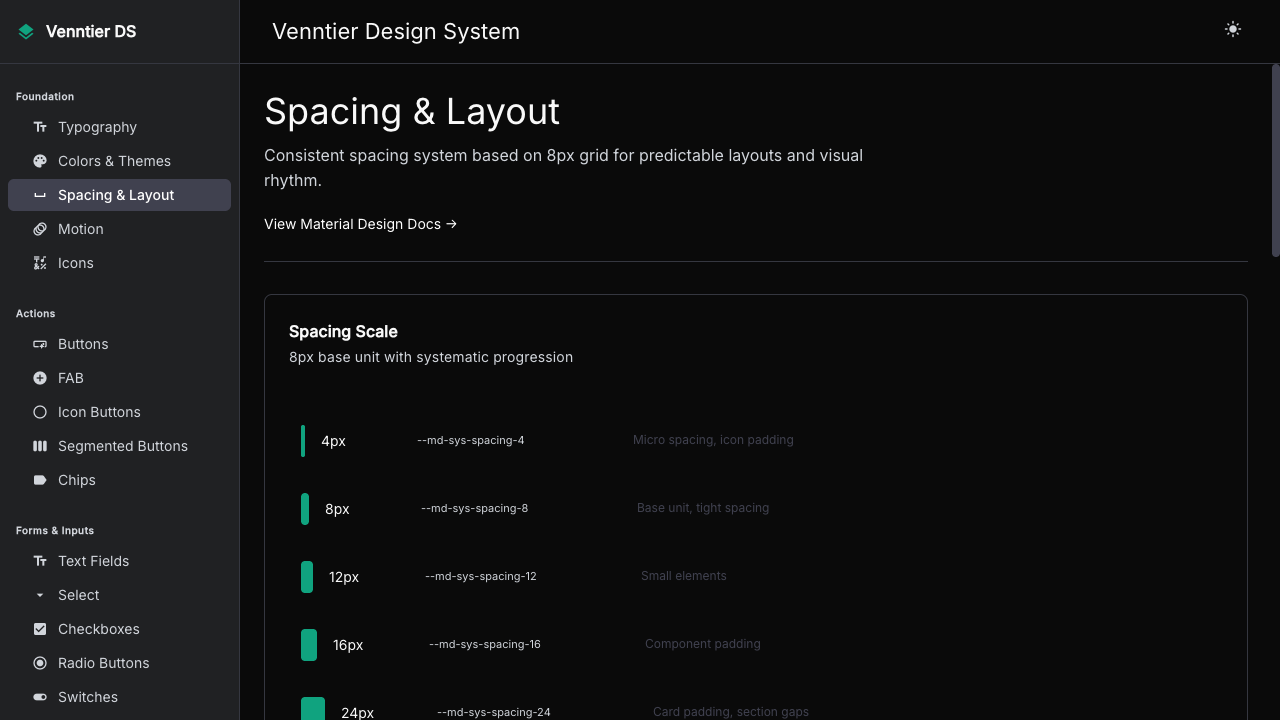 Venntier DS
Venntier Design System
Foundation
Typography
Colors & Themes
Spacing & Layout
Motion
Icons
Actions
Buttons
FAB
Icon Buttons
Segmented Buttons
Chips
Forms & Inputs
Text Fields
Select
Checkboxes
Radio Buttons
Switches
Spacing & Layout
Consistent spacing system based on 8px grid for predictable layouts and visual
rhythm.
View Material Design Docs →
Spacing Scale
8px base unit with systematic progression
4px --md-sys-spacing-4 Micro spacing, icon padding
8px --md-sys-spacing-8 Base unit, tight spacing
12px --md-sys-spacing-12 Small elements
16px --md-sys-spacing-16 Component padding
24px --md-sys-spacing-24 Card padding, section gaps